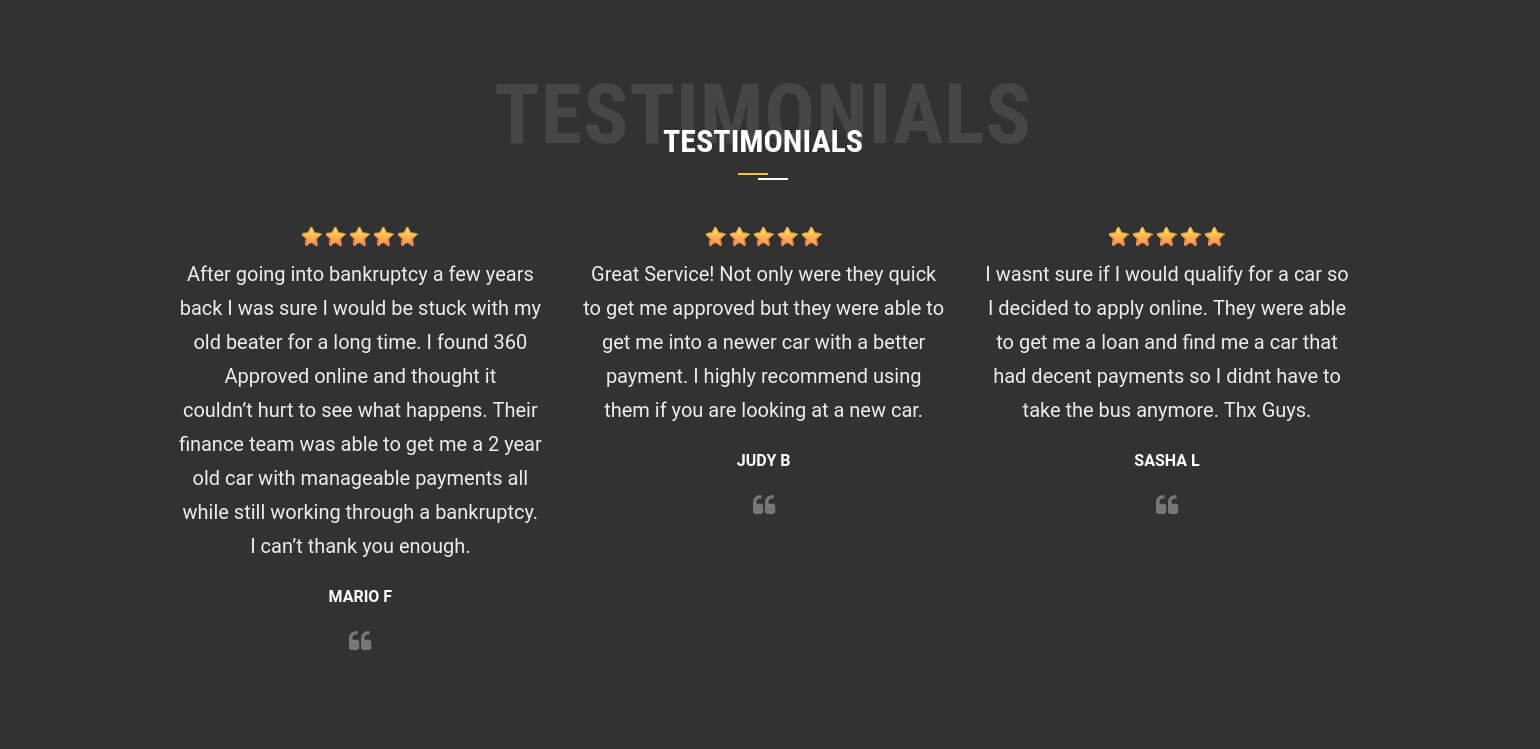 TESTIMONIALS
TESTIMONIALS
After going into bankruptcy a few years
back I was sure I would be stuck with my
old beater for a long time. I found 360
Approved online and thought it
couldn’t hurt to see what happens. Their
finance team was able to get me a 2 year
old car with manageable payments all
while still working through a bankruptcy.
I can’t thank you enough.
MARIO F
Great Service! Not only were they quick
to get me approved but they were able to
get me into a newer car with a better
payment. I highly recommend using
them if you are looking at a new car.
JUDY B
I wasnt sure if I would qualify for a car so
I decided to apply online. They were able
to get me a loan and find me a car that
had decent payments so I didnt have to
take the bus anymore. Thx Guys.
SASHA L